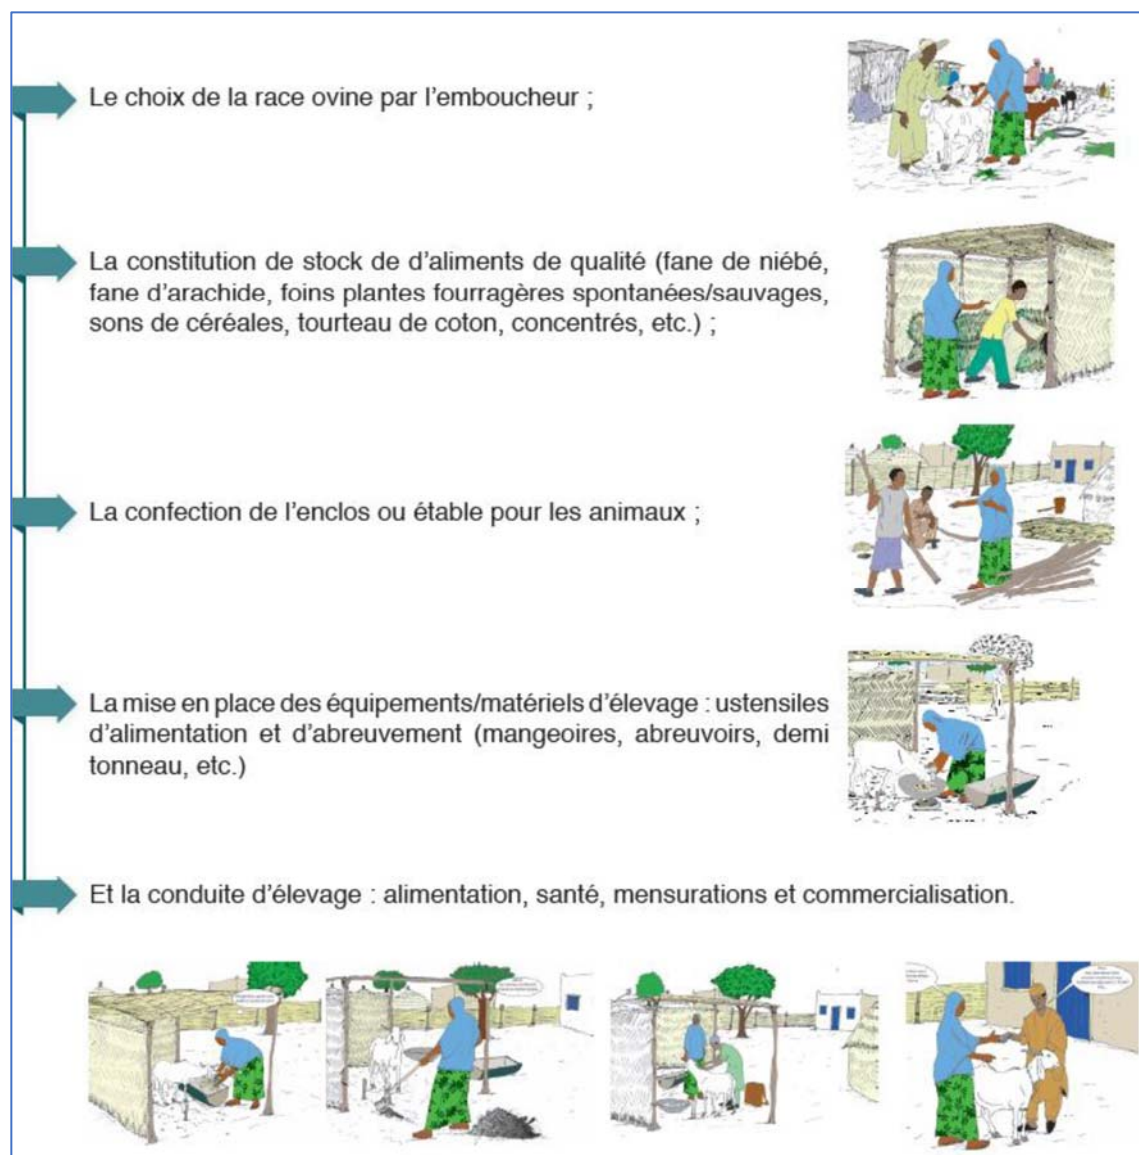 Le choix de la race ovine par l’emboucheur ;
La constitution de stock de d’aliments de qualité (fane de niébé,
fane d’arachide, foins plantes fourragères spontanées/sauvages,
sons de céréales, tourteau de coton, concentrés, etc.) ;
La confection de l’enclos ou étable pour les animaux ;
La mise en place des équipements/matériels d’élevage : ustensiles
d’alimentation et d’abreuvement (mangeoires, abreuvoirs, demi
tonneau, etc.)
Et la conduite d’élevage : alimentation, santé, mensurations et commercialisation.